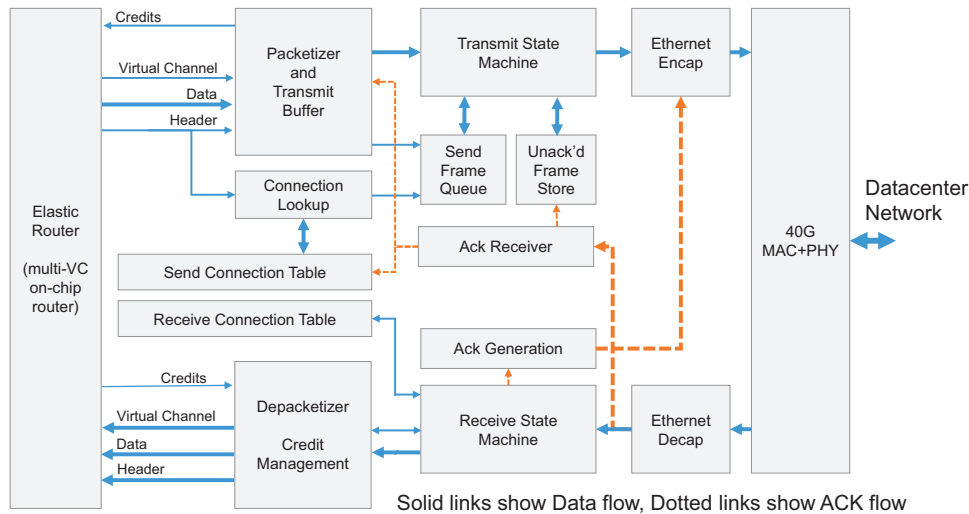 Credits
Virtual Channel
Data
Header
Packetizer
and
Transmit
Buffer
Transmit State
Machine
Ethernet
Encap
Send
Frame
Queue
Unack'd
Frame
Store
Connection
Lookup
Elastic
Router
(multi-VC
on-chip
router)
Ack Receiver
Send Connection Table
40G
MAC+PHY
Datacenter
Network
Receive Connection Table
Ack Generation
Credits
Virtual Channel
Data
Header
Depacketizer
Credit
Management
Receive State
Machine
Ethernet
Decap
Solid links show Data flow, Dotted links show ACK flow